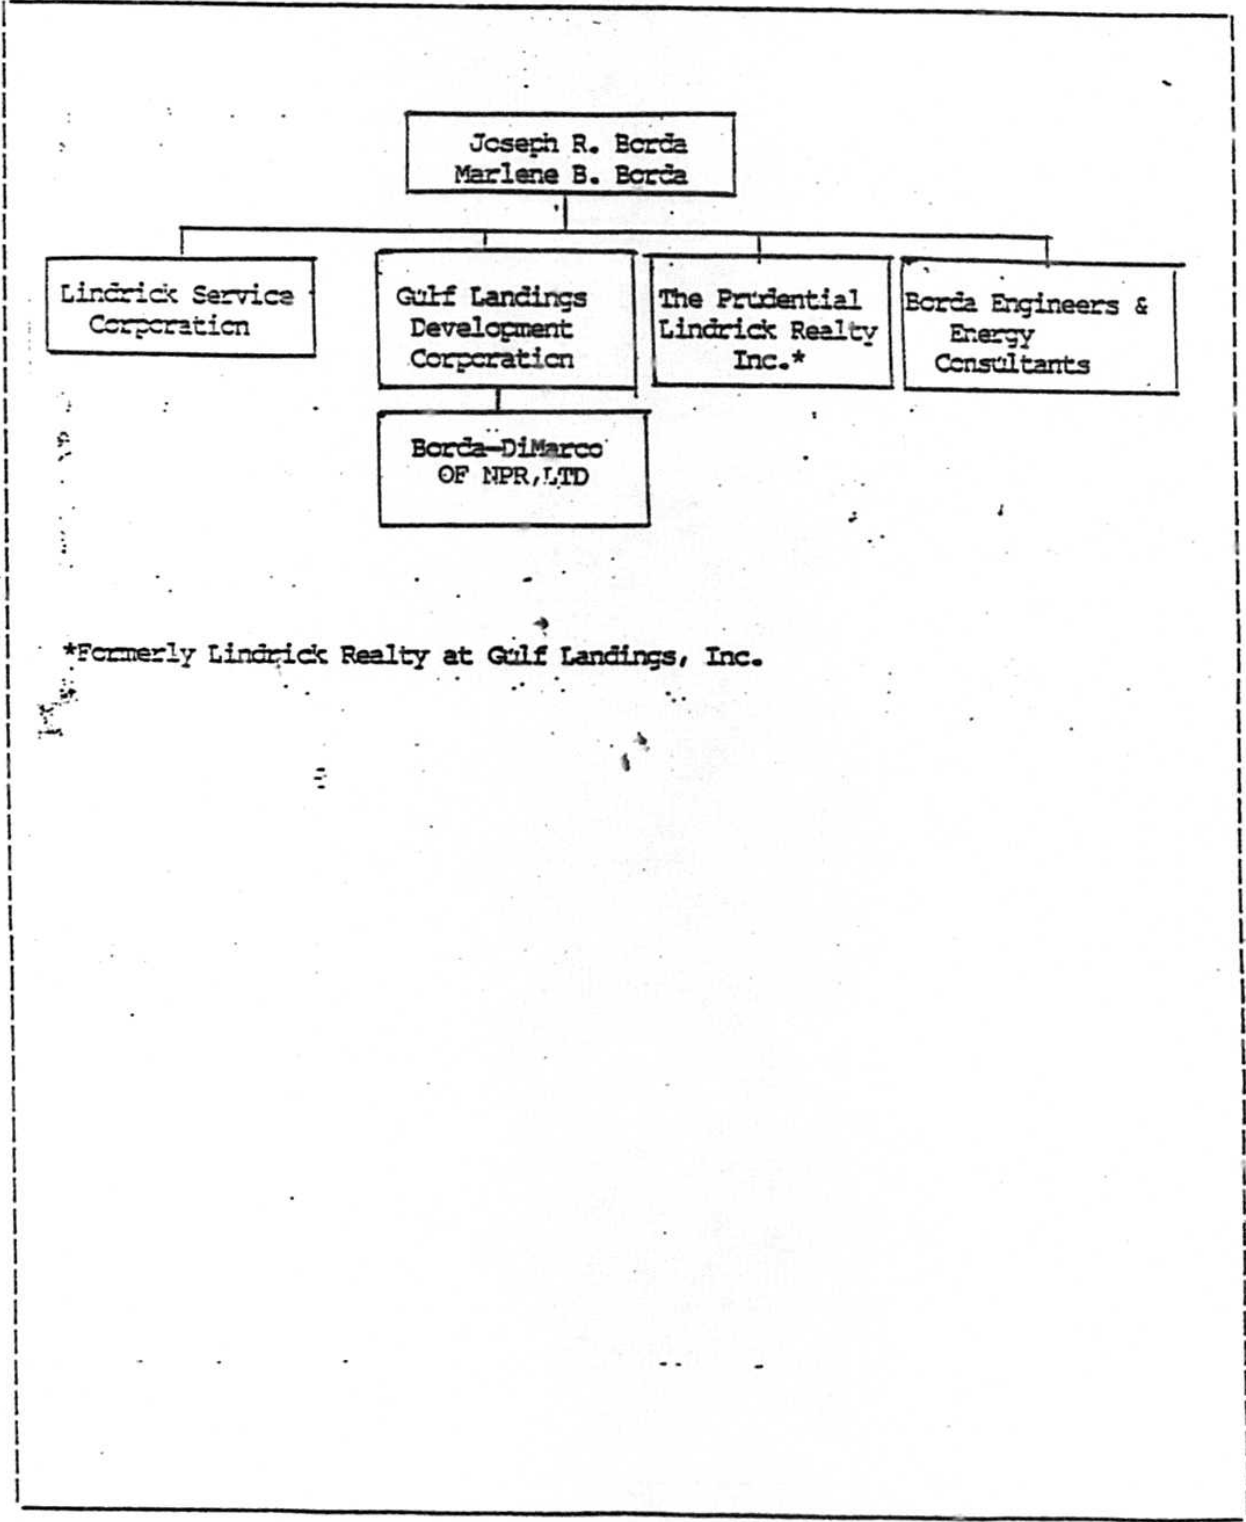 Joseph R. Borda
Marlene B. Borda
Lindrick Service
Corporation
Gulf Landings
Development
Corporation
The Prudential
Lindrick Realty
Inc.*
Borda Engineers &
Energy
Consultants
Borda-DiMarco
OF NPR,LTD
*Formerly Lindrick Realty at Gulf Landings, Inc.